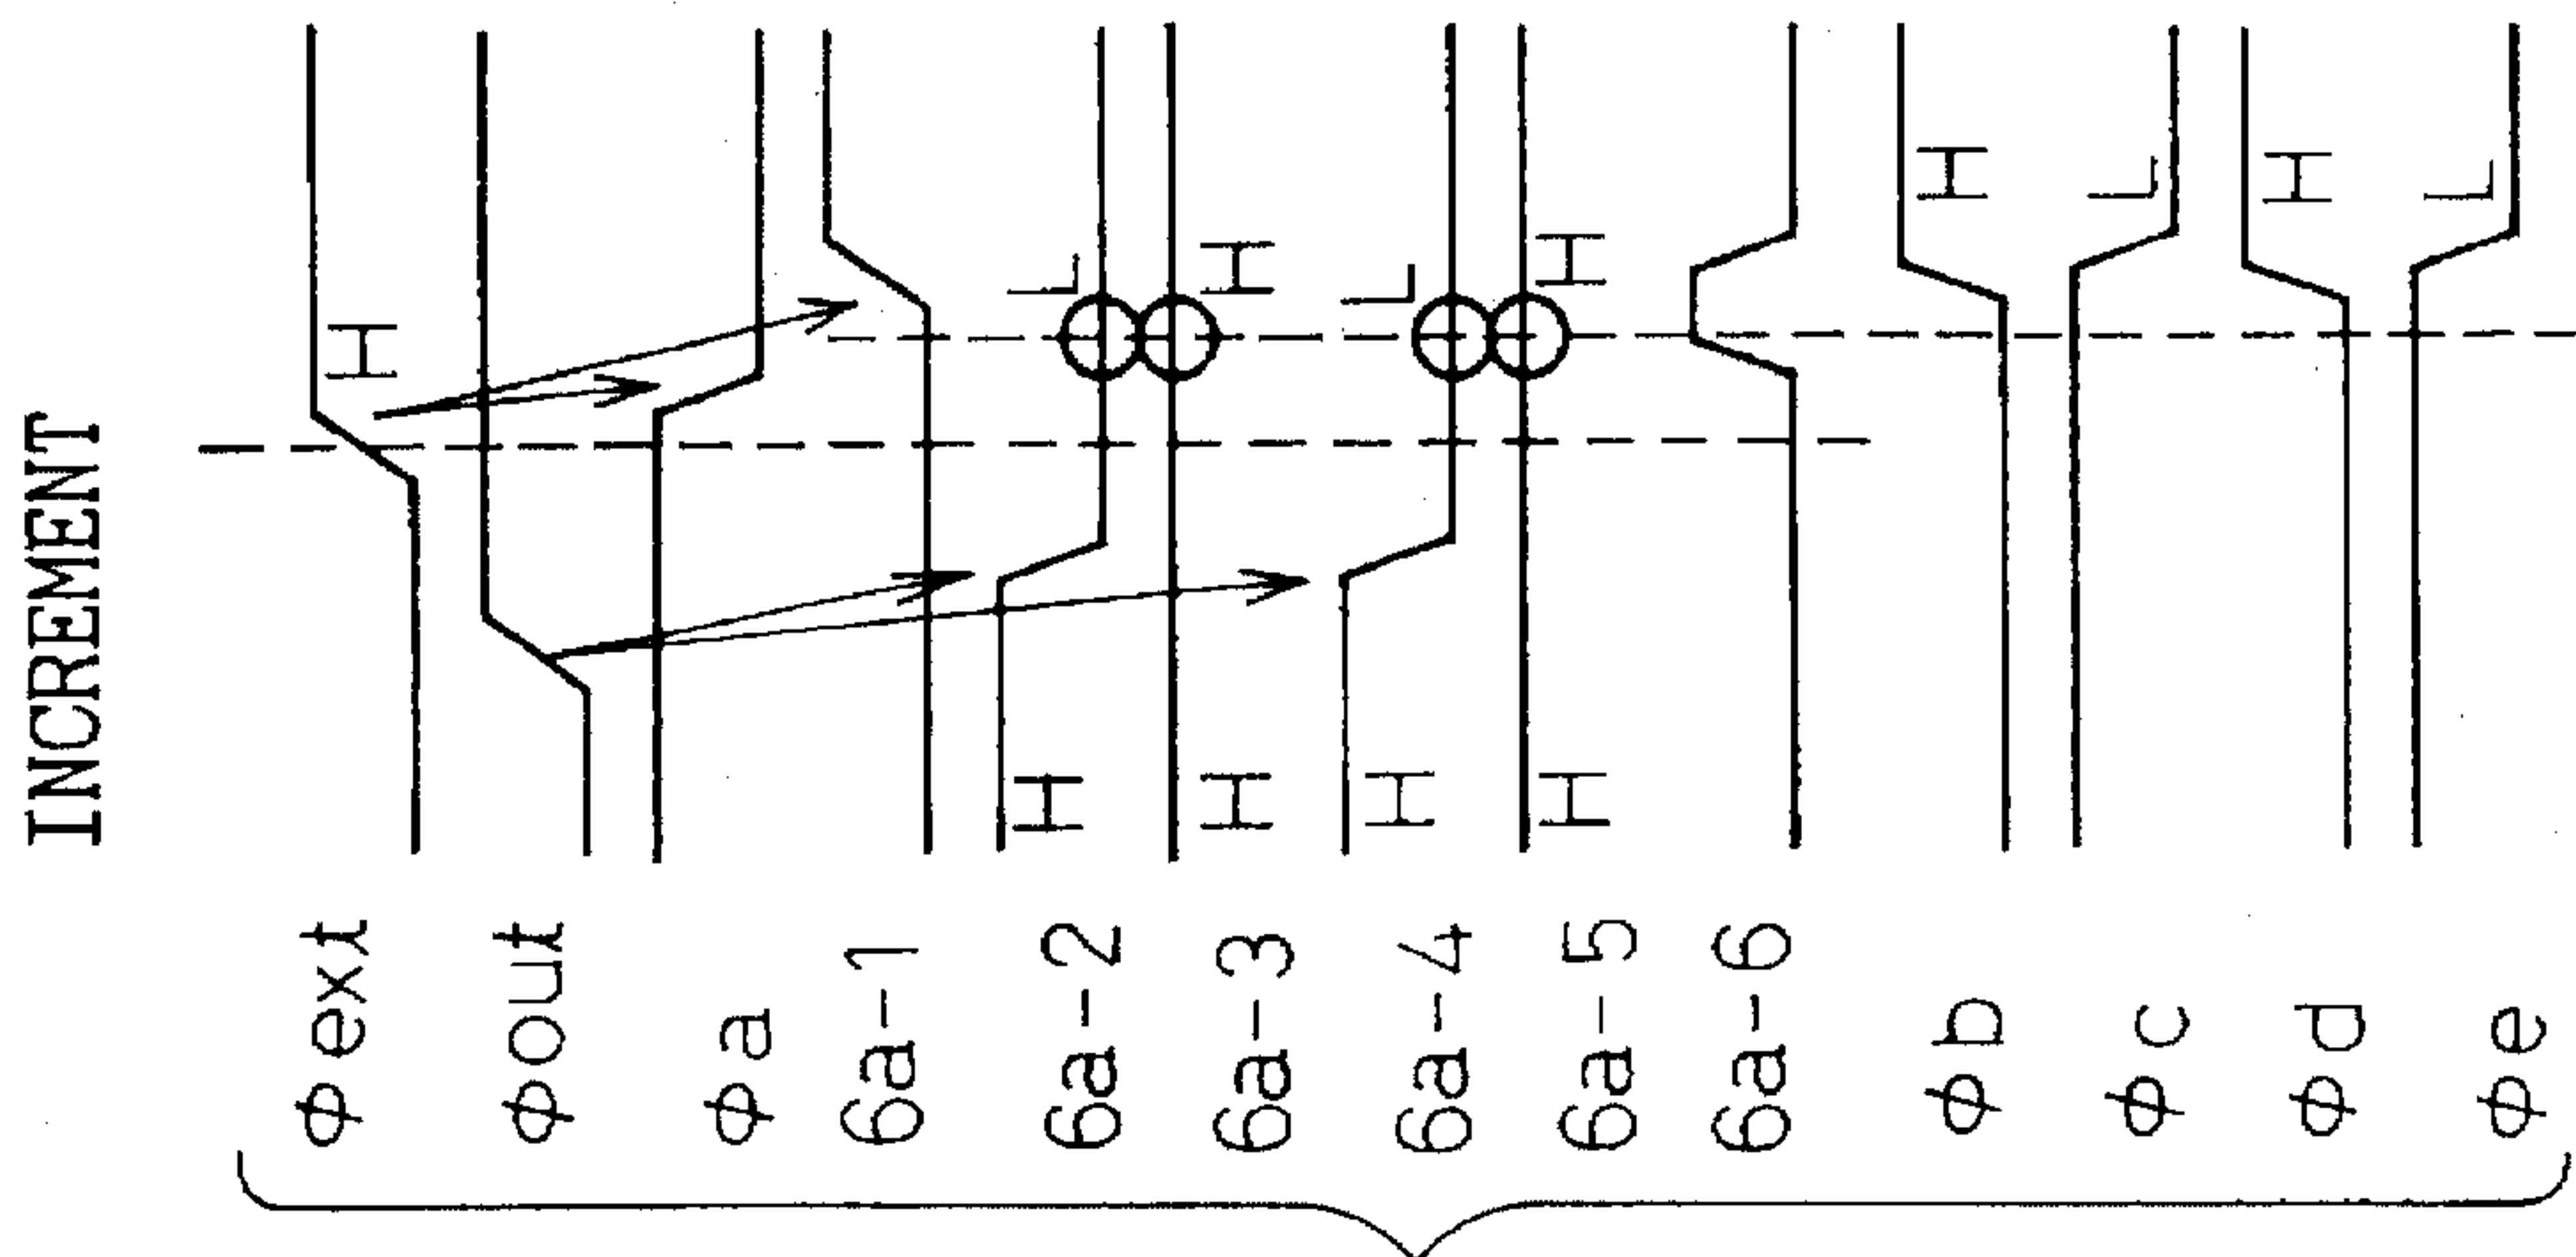 INCREMENT
φext H
φout
φa
6a-1
6a-2 H L
6a-3 H H
6a-4 H L
6a-5 H H
6a-6
φb H
φc L
φd H
φe L